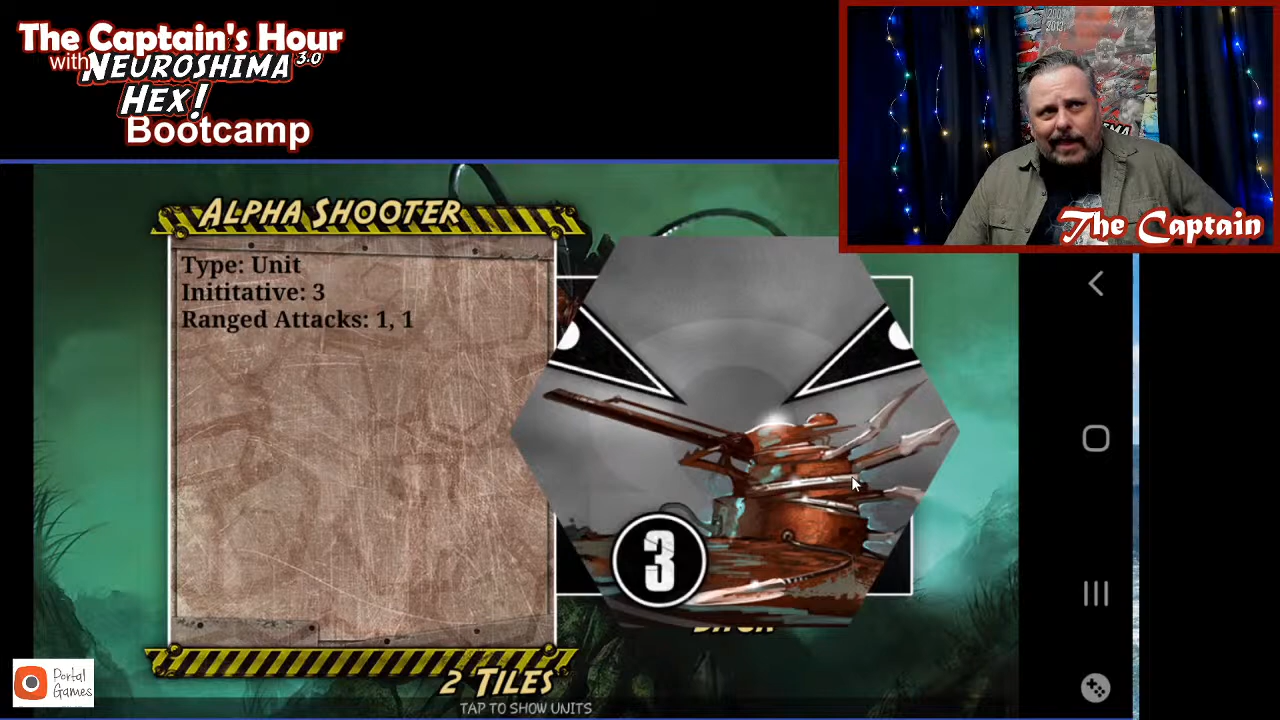 The Captain's Hour
with NEUROSHIMA 3.0
HEX!
Bootcamp
The Captain
ALPHA SHOOTER
Type: Unit
Inititative: 3
Ranged Attacks: 1, 1
3
2 TILES
TAP TO SHOW UNITS
Portal
Games